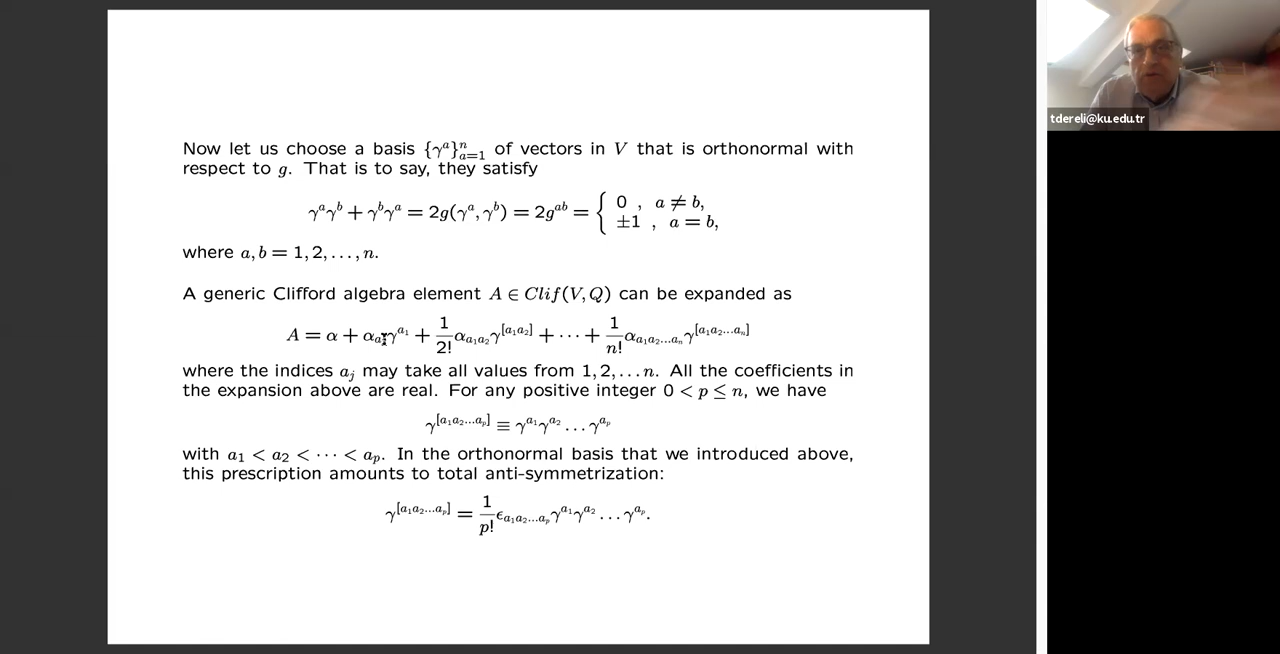 Now let us choose a basis {γᵃ}ⁿₐ₌₁ of vectors in V that is orthonormal with
respect to g. That is to say, they satisfy
γ^a γ^b + γ^b γ^a = 2g(γ^a, γ^b) = 2g^{ab} = { 0 , a ≠ b,
±1 , a = b,
where a, b = 1, 2, . . . , n.
A generic Clifford algebra element A ∈ Clif(V, Q) can be expanded as
A = α + α_{a_1} γ^{a_1} + \frac{1}{2!} α_{a_1 a_2} γ^{[a_1 a_2]} + ··· + \frac{1}{n!} α_{a_1 a_2 ... a_n} γ^{[a_1 a_2 ... a_n]}
where the indices a_j may take all values from 1, 2, . . . n. All the coefficients in
the expansion above are real. For any positive integer 0 < p ≤ n, we have
γ^{[a_1 a_2 ... a_p]} ≡ γ^{a_1} γ^{a_2} . . . γ^{a_p}
with a_1 < a_2 < ··· < a_p. In the orthonormal basis that we introduced above,
this prescription amounts to total anti-symmetrization:
γ^{[a_1 a_2 ... a_p]} = \frac{1}{p!} ε_{a_1 a_2 ... a_p} γ^{a_1} γ^{a_2} . . . γ^{a_p}.
tdereli@ku.edu.tr